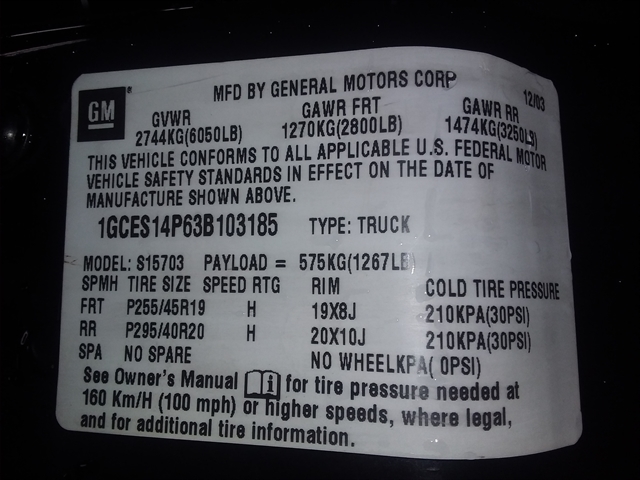 MFD BY GENERAL MOTORS CORP
12/03
GM
GVWR GAWR FRT GAWR RR
2744KG(6050LB) 1270KG(2800LB) 1474KG(3250LB)
THIS VEHICLE CONFORMS TO ALL APPLICABLE U.S. FEDERAL MOTOR
VEHICLE SAFETY STANDARDS IN EFFECT ON THE DATE OF
MANUFACTURE SHOWN ABOVE.
1GCES14P63B103185 TYPE: TRUCK
MODEL: S15703 PAYLOAD = 575KG(1267LB
SPMH TIRE SIZE SPEED RTG RIM COLD TIRE PRESSURE
FRT P255/45R19 H 19X8J 210KPA(30PSI)
RR P295/40R20 H 20X10J 210KPA(30PSI)
SPA NO SPARE NO WHEELKPA( 0PSI)
See Owner's Manual for tire pressure needed at
160 Km/H (100 mph) or higher speeds, where legal,
and for additional tire information.